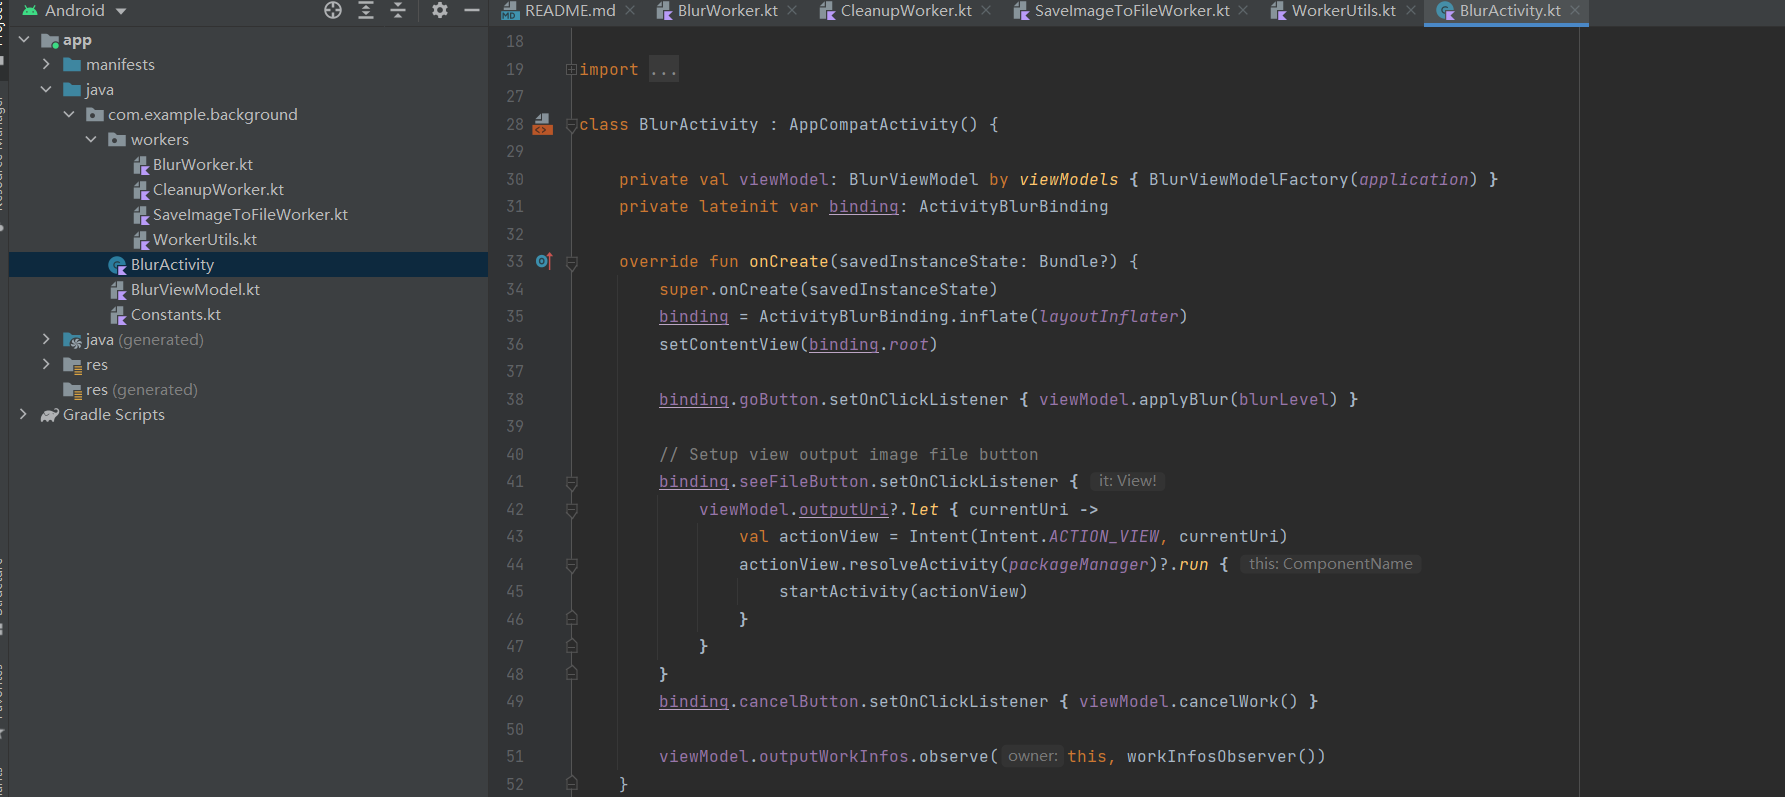 Android
README.md
BlurWorker.kt
CleanupWorker.kt
SaveImageToFileWorker.kt
WorkerUtils.kt
BlurActivity.kt
app
manifests
java
com.example.background
workers
BlurWorker.kt
CleanupWorker.kt
SaveImageToFileWorker.kt
WorkerUtils.kt
BlurActivity
BlurViewModel.kt
Constants.kt
java (generated)
res
res (generated)
Gradle Scripts
18
19 import ...
27
28 class BlurActivity : AppCompatActivity() {
29
30 private val viewModel: BlurViewModel by viewModels { BlurViewModelFactory(application) }
31 private lateinit var binding: ActivityBlurBinding
32
33 override fun onCreate(savedInstanceState: Bundle?) {
34 super.onCreate(savedInstanceState)
35 binding = ActivityBlurBinding.inflate(layoutInflater)
36 setContentView(binding.root)
37
38 binding.goButton.setOnClickListener { viewModel.applyBlur(blurLevel) }
39
40 // Setup view output image file button
41 binding.seeFileButton.setOnClickListener { it: View!
42 viewModel.outputUri?.let { currentUri ->
43 val actionView = Intent(Intent.ACTION_VIEW, currentUri)
44 actionView.resolveActivity(packageManager)?.run { this: ComponentName
45 startActivity(actionView)
46 }
47 }
48 }
49 binding.cancelButton.setOnClickListener { viewModel.cancelWork() }
50
51 viewModel.outputWorkInfos.observe( owner: this, workInfosObserver())
52 }